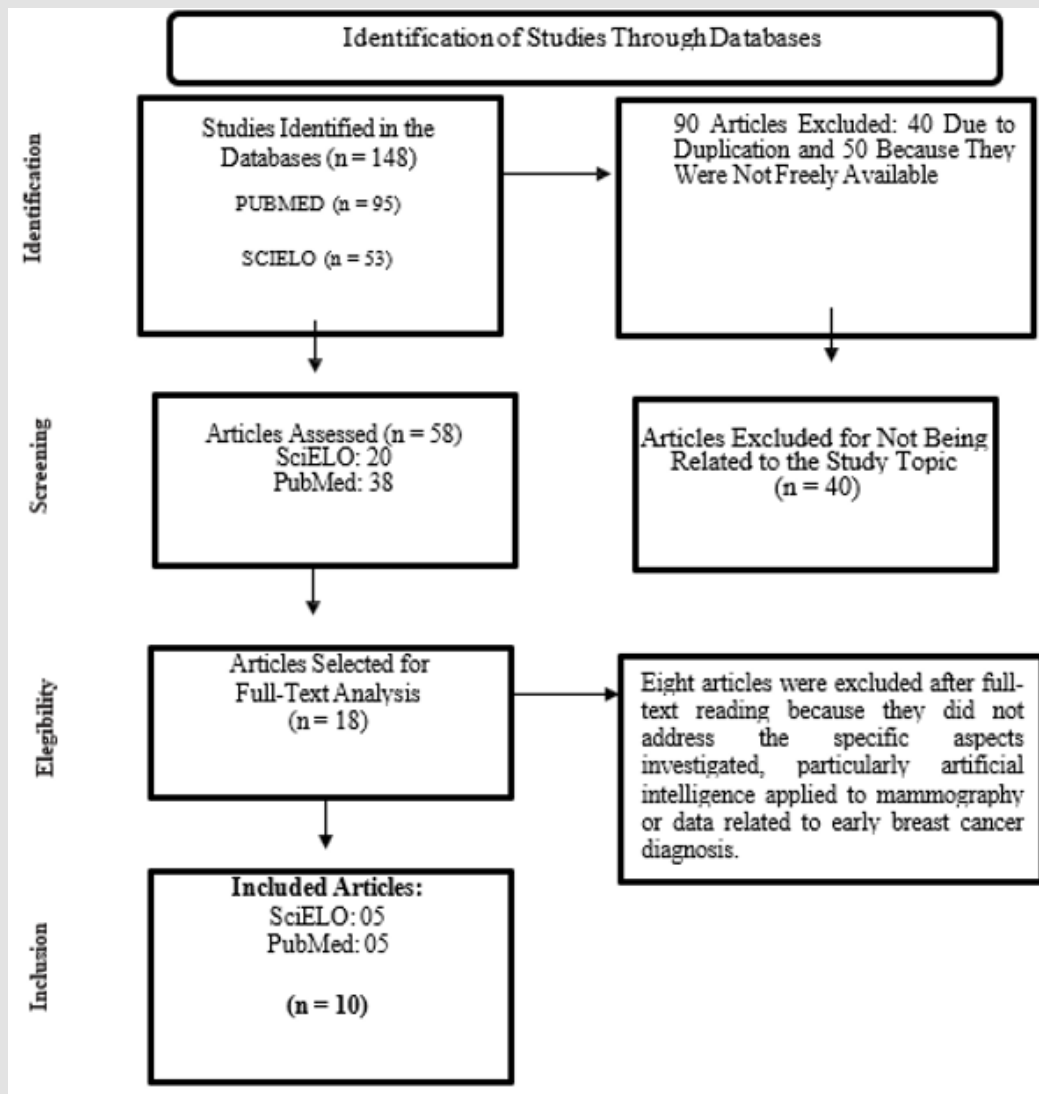 Identification of Studies Through Databases
Identification
Studies Identified in the
Databases (n = 148)
PUBMED (n = 95)
SCIELO (n = 53)
90 Articles Excluded: 40 Due to
Duplication and 50 Because They
Were Not Freely Available
Screening
Articles Assessed (n = 58)
SciELO: 20
PubMed: 38
Articles Excluded for Not Being
Related to the Study Topic
(n = 40)
Elegibility
Articles Selected for
Full-Text Analysis
(n = 18)
Eight articles were excluded after full-
text reading because they did not
address the specific aspects
investigated, particularly artificial
intelligence applied to mammography
or data related to early breast cancer
diagnosis.
Inclusion
Included Articles:
SciELO: 05
PubMed: 05
(n = 10)